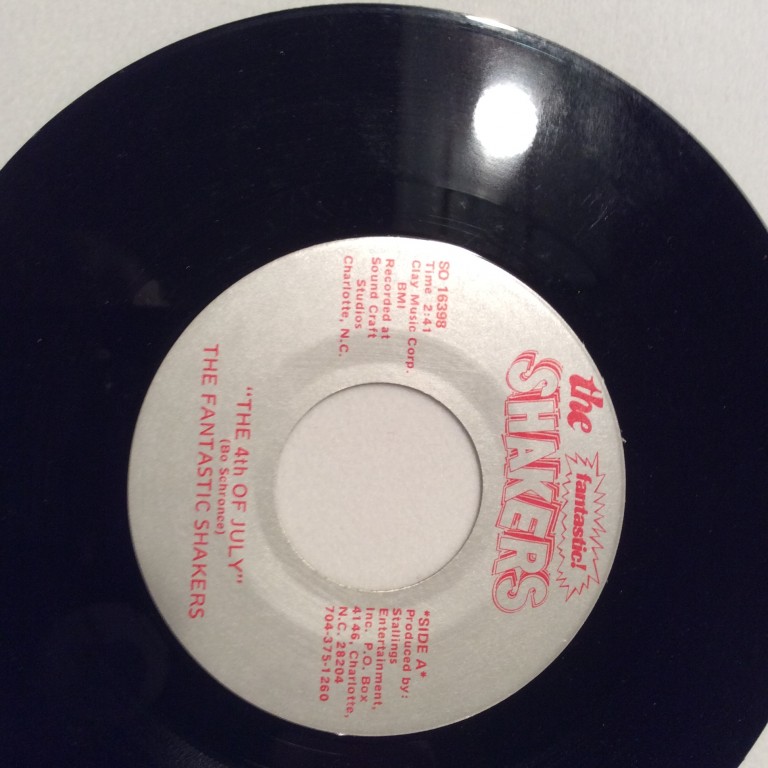 the fantastic!
SHAKERS
SO 16398
Time 2:41
Clay Music Corp.
BMI
Recorded at
Sound Craft
Studios
Charlotte, N.C.
*SIDE A*
Produced by:
Stallings
Entertainment,
Inc. P.O. Box
4146, Charlotte,
N.C. 28204
704-375-1260
"THE 4th OF JULY"
(Bo Schronce)
THE FANTASTIC SHAKERS